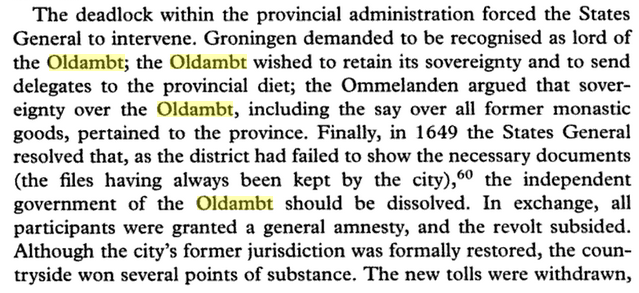 The deadlock within the provincial administration forced the States
General to intervene. Groningen demanded to be recognised as lord of
the Oldambt; the Oldambt wished to retain its sovereignty and to send
delegates to the provincial diet; the Ommelanden argued that sover-
eignty over the Oldambt, including the say over all former monastic
goods, pertained to the province. Finally, in 1649 the States General
resolved that, as the district had failed to show the necessary documents
(the files having always been kept by the city),⁶⁰ the independent
government of the Oldambt should be dissolved. In exchange, all
participants were granted a general amnesty, and the revolt subsided.
Although the city's former jurisdiction was formally restored, the coun-
tryside won several points of substance. The new tolls were withdrawn,